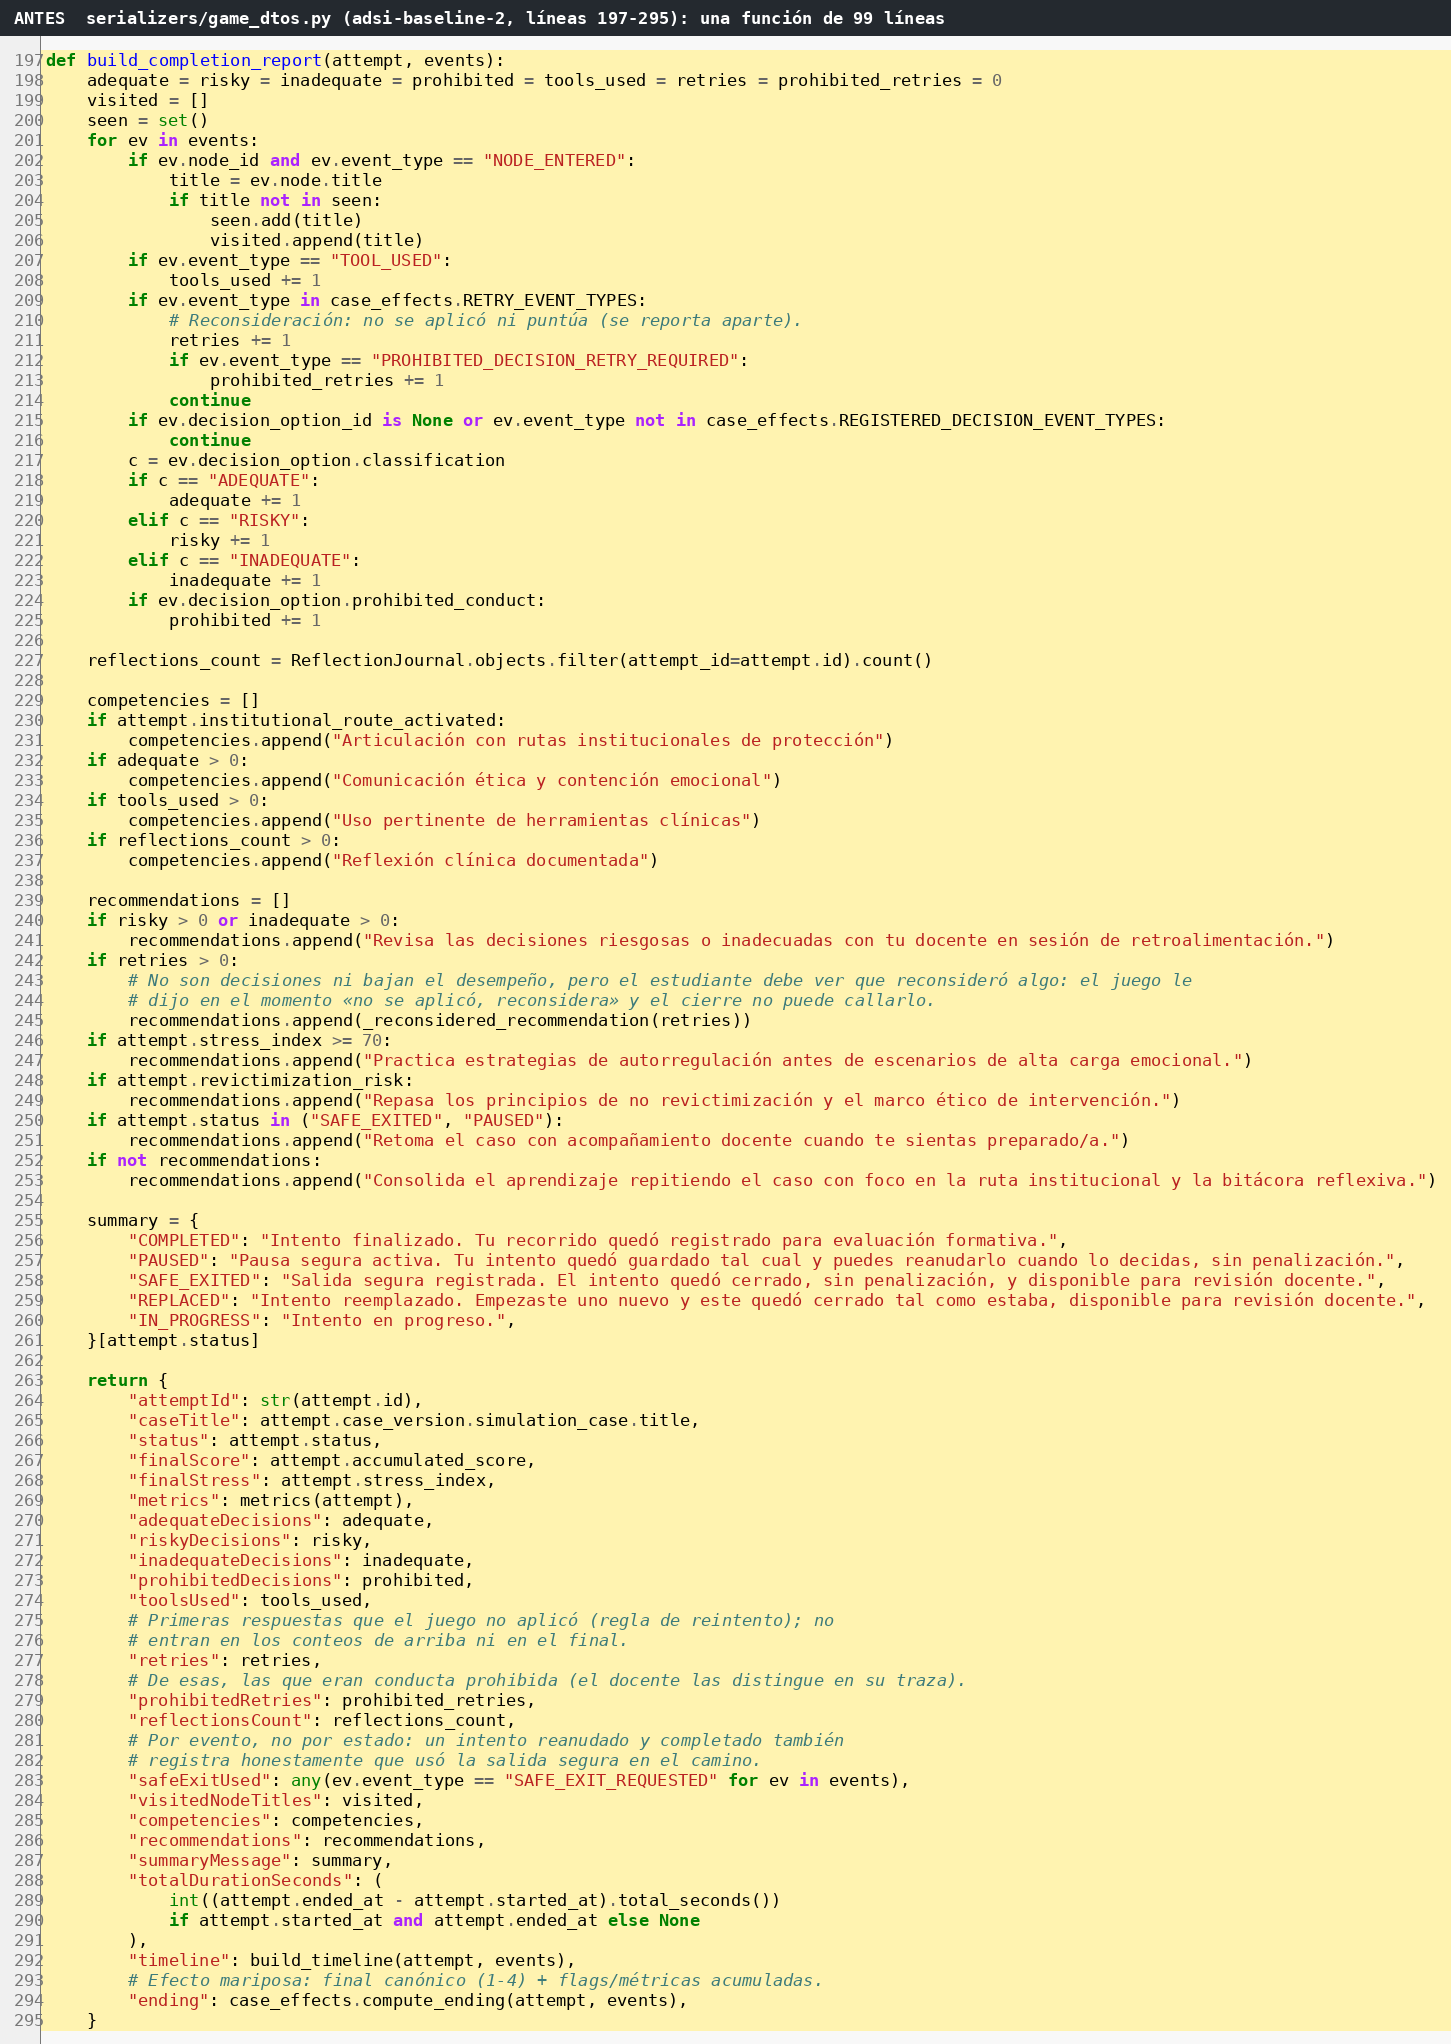 ANTES  serializers/game_dtos.py (adsi-baseline-2, líneas 197-295): una función de 99 líneas
197 def build_completion_report(attempt, events):
198     adequate = risky = inadequate = prohibited = tools_used = retries = prohibited_retries = 0
199     visited = []
200     seen = set()
201     for ev in events:
202         if ev.node_id and ev.event_type == "NODE_ENTERED":
203             title = ev.node.title
204             if title not in seen:
205                 seen.add(title)
206                 visited.append(title)
207         if ev.event_type == "TOOL_USED":
208             tools_used += 1
209         if ev.event_type in case_effects.RETRY_EVENT_TYPES:
210             # Reconsideración: no se aplicó ni puntúa (se reporta aparte).
211             retries += 1
212             if ev.event_type == "PROHIBITED_DECISION_RETRY_REQUIRED":
213                 prohibited_retries += 1
214             continue
215         if ev.decision_option_id is None or ev.event_type not in case_effects.REGISTERED_DECISION_EVENT_TYPES:
216             continue
217         c = ev.decision_option.classification
218         if c == "ADEQUATE":
219             adequate += 1
220         elif c == "RISKY":
221             risky += 1
222         elif c == "INADEQUATE":
223             inadequate += 1
224         if ev.decision_option.prohibited_conduct:
225             prohibited += 1
226
227     reflections_count = ReflectionJournal.objects.filter(attempt_id=attempt.id).count()
228
229     competencies = []
230     if attempt.institutional_route_activated:
231         competencies.append("Articulación con rutas institucionales de protección")
232     if adequate > 0:
233         competencies.append("Comunicación ética y contención emocional")
234     if tools_used > 0:
235         competencies.append("Uso pertinente de herramientas clínicas")
236     if reflections_count > 0:
237         competencies.append("Reflexión clínica documentada")
238
239     recommendations = []
240     if risky > 0 or inadequate > 0:
241         recommendations.append("Revisa las decisiones riesgosas o inadecuadas con tu docente en sesión de retroalimentación.")
242     if retries > 0:
243         # No son decisiones ni bajan el desempeño, pero el estudiante debe ver que reconsideró algo: el juego le
244         # dijo en el momento «no se aplicó, reconsidera» y el cierre no puede callarlo.
245         recommendations.append(_reconsidered_recommendation(retries))
246     if attempt.stress_index >= 70:
247         recommendations.append("Practica estrategias de autorregulación antes de escenarios de alta carga emocional.")
248     if attempt.revictimization_risk:
249         recommendations.append("Repasa los principios de no revictimización y el marco ético de intervención.")
250     if attempt.status in ("SAFE_EXITED", "PAUSED"):
251         recommendations.append("Retoma el caso con acompañamiento docente cuando te sientas preparado/a.")
252     if not recommendations:
253         recommendations.append("Consolida el aprendizaje repitiendo el caso con foco en la ruta institucional y la bitácora reflexiva.")
254
255     summary = {
256         "COMPLETED": "Intento finalizado. Tu recorrido quedó registrado para evaluación formativa.",
257         "PAUSED": "Pausa segura activa. Tu intento quedó guardado tal cual y puedes reanudarlo cuando lo decidas, sin penalización.",
258         "SAFE_EXITED": "Salida segura registrada. El intento quedó cerrado, sin penalización, y disponible para revisión docente.",
259         "REPLACED": "Intento reemplazado. Empezaste uno nuevo y este quedó cerrado tal como estaba, disponible para revisión docente.",
260         "IN_PROGRESS": "Intento en progreso.",
261     }[attempt.status]
262
263     return {
264         "attemptId": str(attempt.id),
265         "caseTitle": attempt.case_version.simulation_case.title,
266         "status": attempt.status,
267         "finalScore": attempt.accumulated_score,
268         "finalStress": attempt.stress_index,
269         "metrics": metrics(attempt),
270         "adequateDecisions": adequate,
271         "riskyDecisions": risky,
272         "inadequateDecisions": inadequate,
273         "prohibitedDecisions": prohibited,
274         "toolsUsed": tools_used,
275         # Primeras respuestas que el juego no aplicó (regla de reintento); no
276         # entran en los conteos de arriba ni en el final.
277         "retries": retries,
278         # De esas, las que eran conducta prohibida (el docente las distingue en su traza).
279         "prohibitedRetries": prohibited_retries,
280         "reflectionsCount": reflections_count,
281         # Por evento, no por estado: un intento reanudado y completado también
282         # registra honestamente que usó la salida segura en el camino.
283         "safeExitUsed": any(ev.event_type == "SAFE_EXIT_REQUESTED" for ev in events),
284         "visitedNodeTitles": visited,
285         "competencies": competencies,
286         "recommendations": recommendations,
287         "summaryMessage": summary,
288         "totalDurationSeconds": (
289             int((attempt.ended_at - attempt.started_at).total_seconds())
290             if attempt.started_at and attempt.ended_at else None
291         ),
292         "timeline": build_timeline(attempt, events),
293         # Efecto mariposa: final canónico (1-4) + flags/métricas acumuladas.
294         "ending": case_effects.compute_ending(attempt, events),
295     }